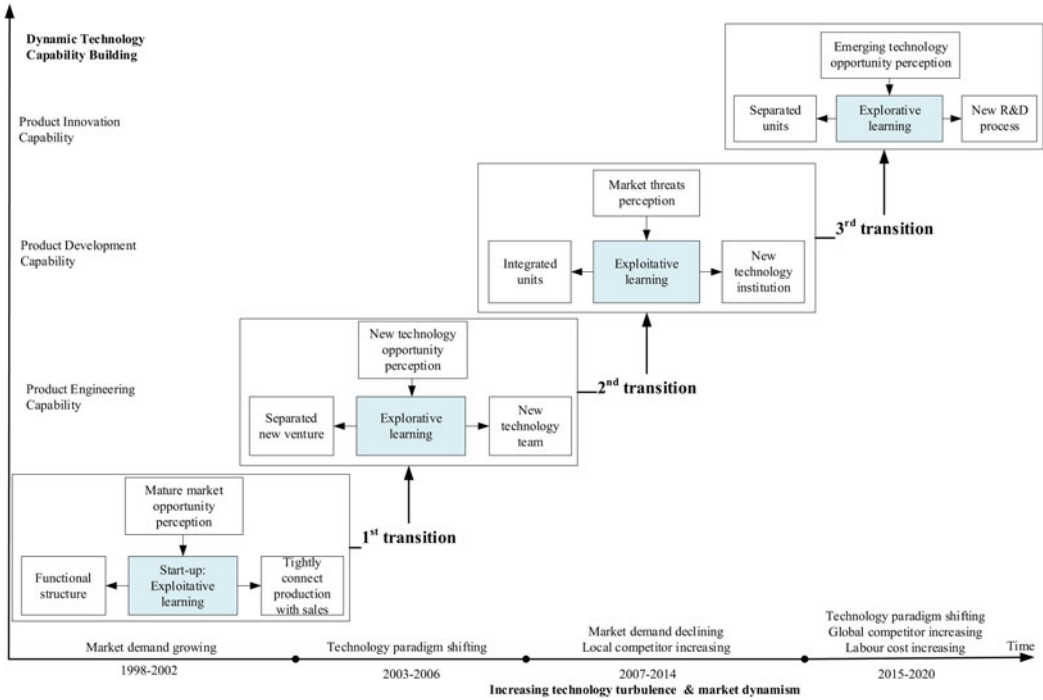 Dynamic Technology
Capability Building
Emerging technology
opportunity perception
Product Innovation
Capability
Separated
units
Explorative
learning
New R&D
process
Market threats
perception
3rd transition
Product Development
Capability
Integrated
units
Exploitative
learning
New
technology
institution
New technology
opportunity
perception
2nd transition
Product Engineering
Capability
Separated
new venture
Explorative
learning
New
technology
team
Mature market
opportunity
perception
1st transition
Functional
structure
Start-up:
Exploitative
learning
Tightly
connect
production
with sales
Market demand growing
1998-2002
Technology paradigm shifting
2003-2006
Market demand declining
Local competitor increasing
2007-2014
Technology paradigm shifting
Global competitor increasing
Labour cost increasing
2015-2020
Time
Increasing technology turbulence & market dynamism